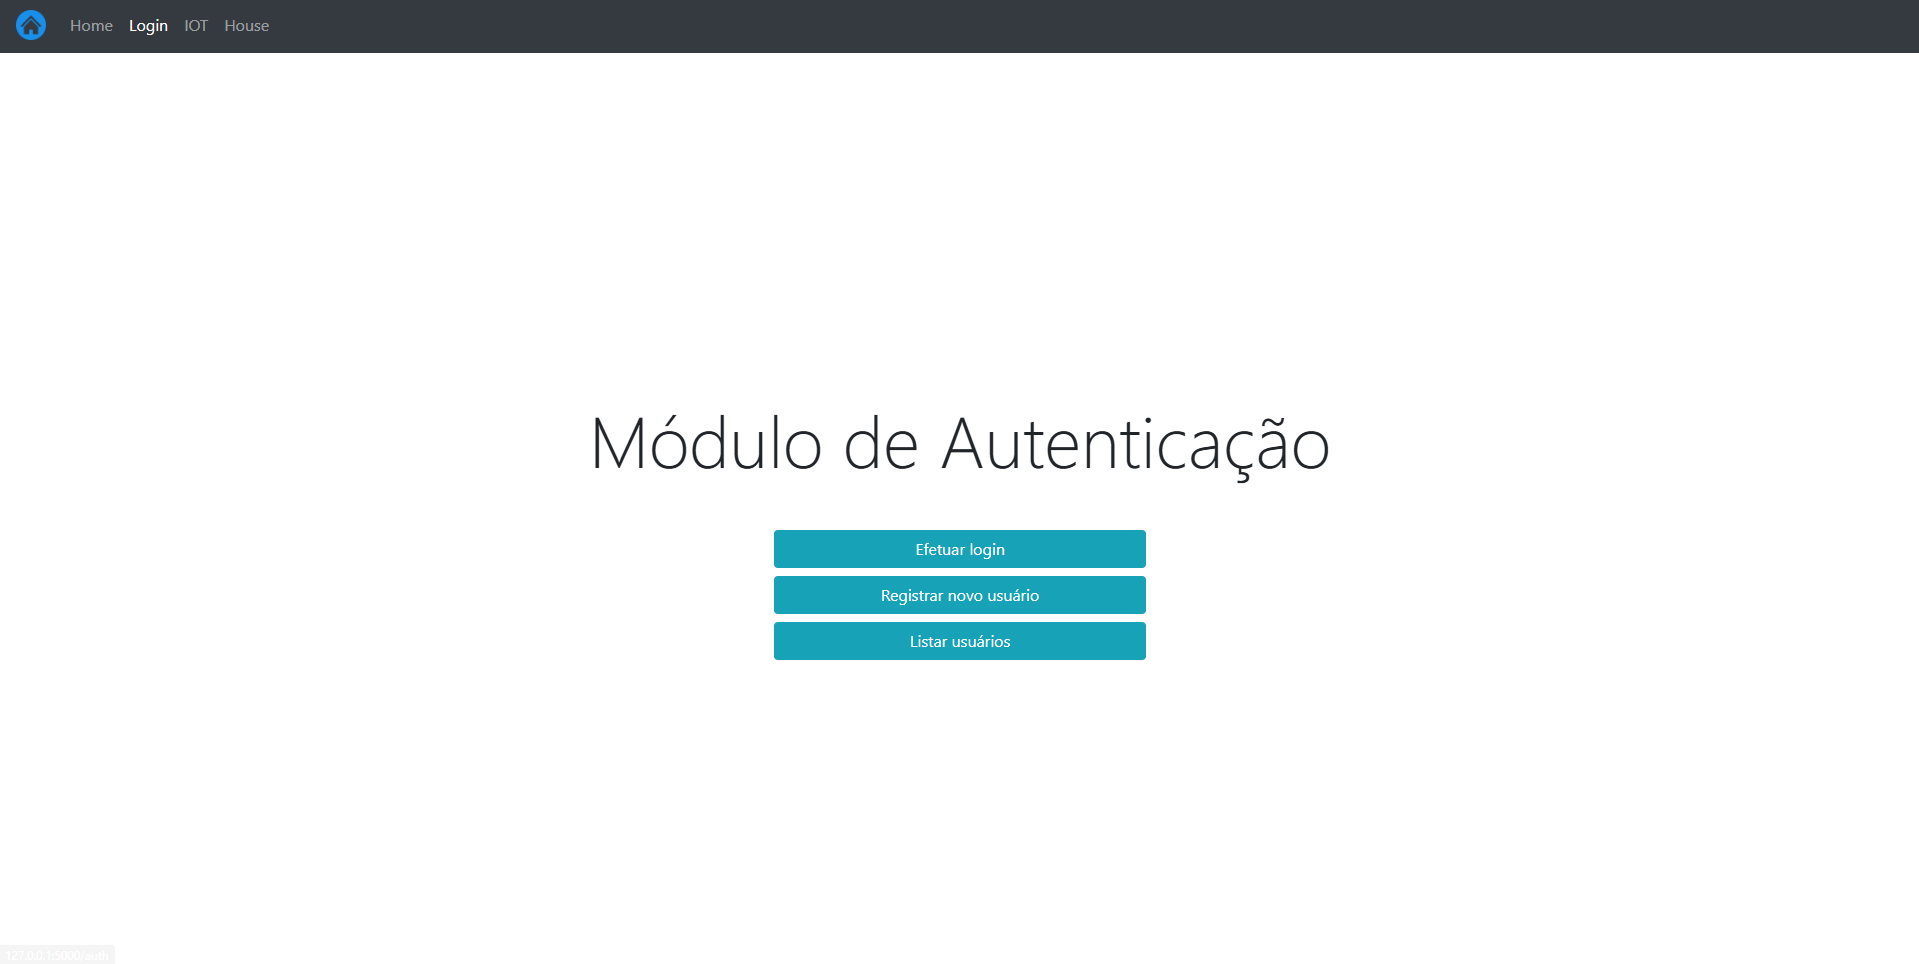 Home Login IOT House
Módulo de Autenticação
Efetuar login
Registrar novo usuário
Listar usuários
127.0.0.1:5000/auth